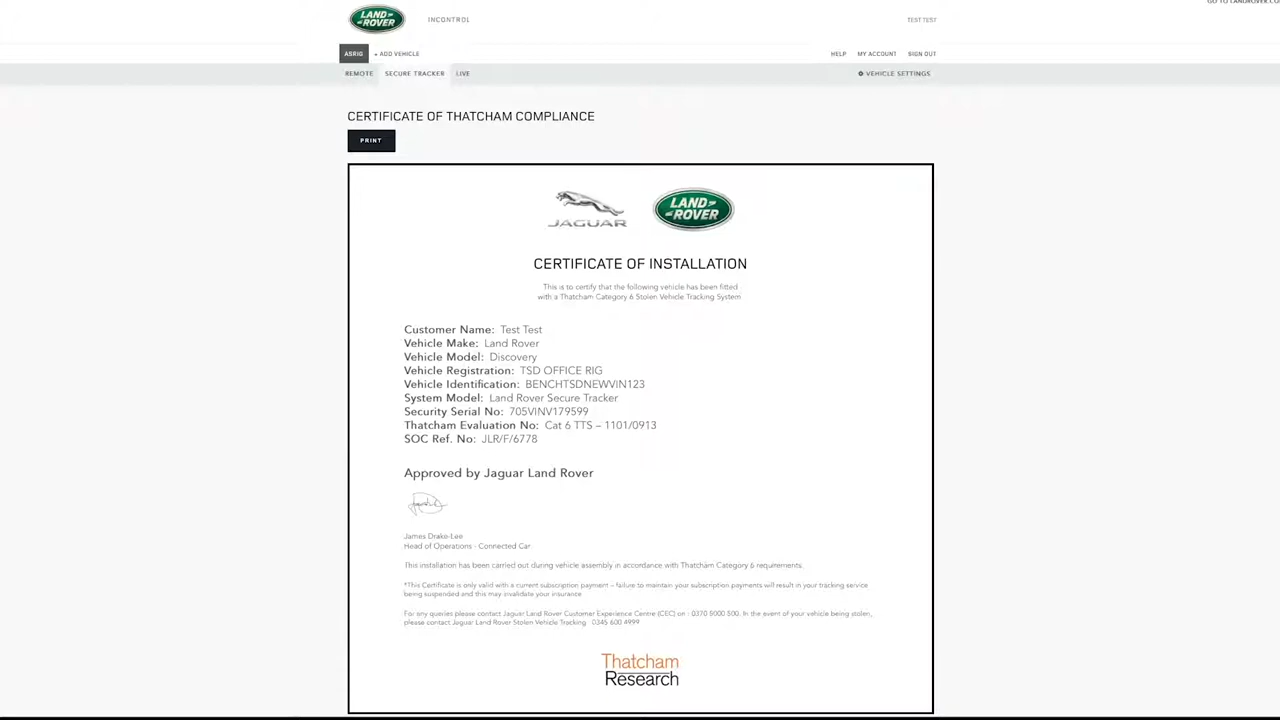 GO TO LANDROVER.CO
LAND
ROVER
INCONTROL
TEST TEST
ASRIG
+ ADD VEHICLE
HELP
MY ACCOUNT
SIGN OUT
REMOTE
SECURE TRACKER
LIVE
VEHICLE SETTINGS
CERTIFICATE OF THATCHAM COMPLIANCE
PRINT
JAGUAR
LAND
ROVER
CERTIFICATE OF INSTALLATION
This is to certify that the following vehicle has been fitted
with a Thatcham Category 6 Stolen Vehicle Tracking System
Customer Name: Test Test
Vehicle Make: Land Rover
Vehicle Model: Discovery
Vehicle Registration: TSD OFFICE RIG
Vehicle Identification: BENCHTSDNEWVIN123
System Model: Land Rover Secure Tracker
Security Serial No: 705VINV179599
Thatcham Evaluation No: Cat 6 TTS – 1101/0913
SOC Ref. No: JLR/F/6778
Approved by Jaguar Land Rover
James Drake-Lee
Head of Operations - Connected Car
This installation has been carried out during vehicle assembly in accordance with Thatcham Category 6 requirements.
*This Certificate is only valid with a current subscription payment – failure to maintain your subscription payments will result in your tracking service
being suspended and this may invalidate your insurance
For any queries please contact Jaguar Land Rover Customer Experience Centre (CEC) on : 0370 5000 500. In the event of your vehicle being stolen,
please contact Jaguar Land Rover Stolen Vehicle Tracking : 0345 600 4999
Thatcham
Research